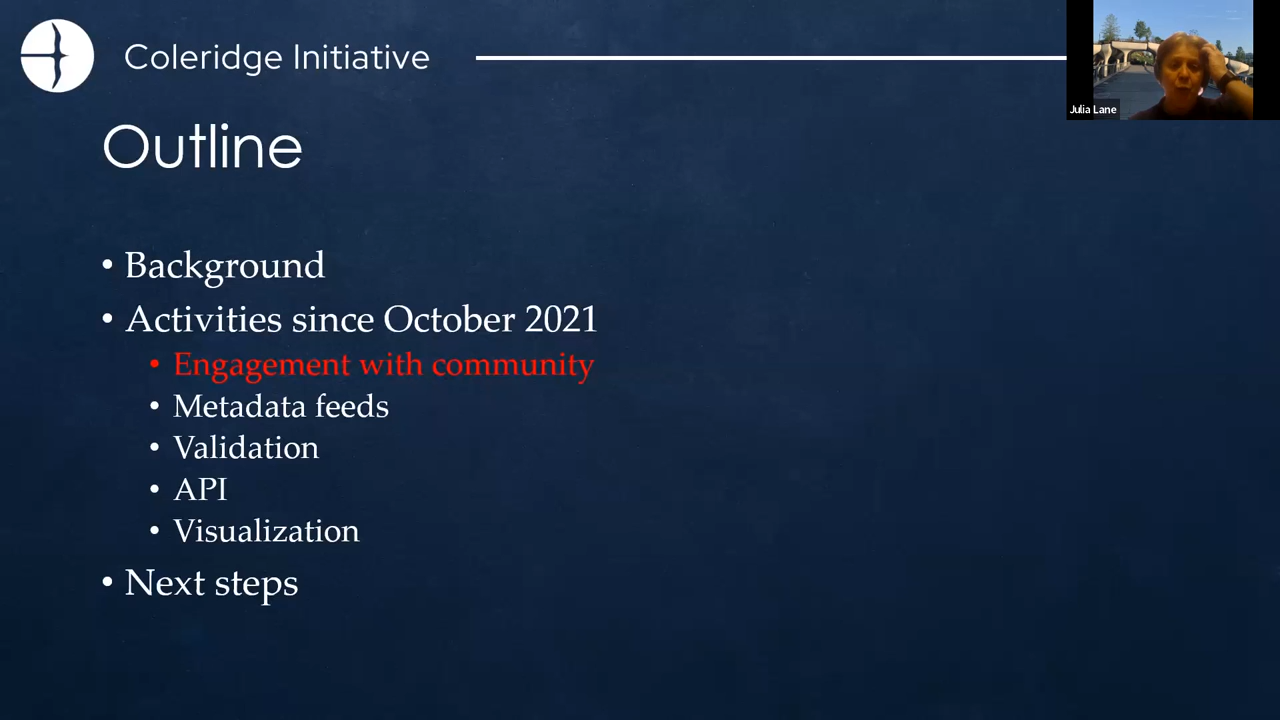 Coleridge Initiative
Julia Lane
Outline
• Background
• Activities since October 2021
• Engagement with community
• Metadata feeds
• Validation
• API
• Visualization
• Next steps